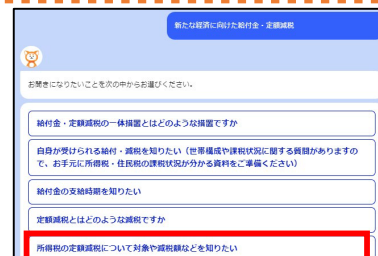 新たな経済に向けた給付金・定額減税
お聞きになりたいことを次の中からお選びください。
給付金・定額減税の一体措置とはどのような措置ですか
自身が受けられる給付・減税を知りたい（世帯構成や課税状況に関する質問がありますの
で、お手元に所得税・住民税の課税状況が分かる資料をご準備ください）
給付金の支給時期を知りたい
定額減税とはどのような減税ですか
所得税の定額減税について対象や減税額などを知りたい